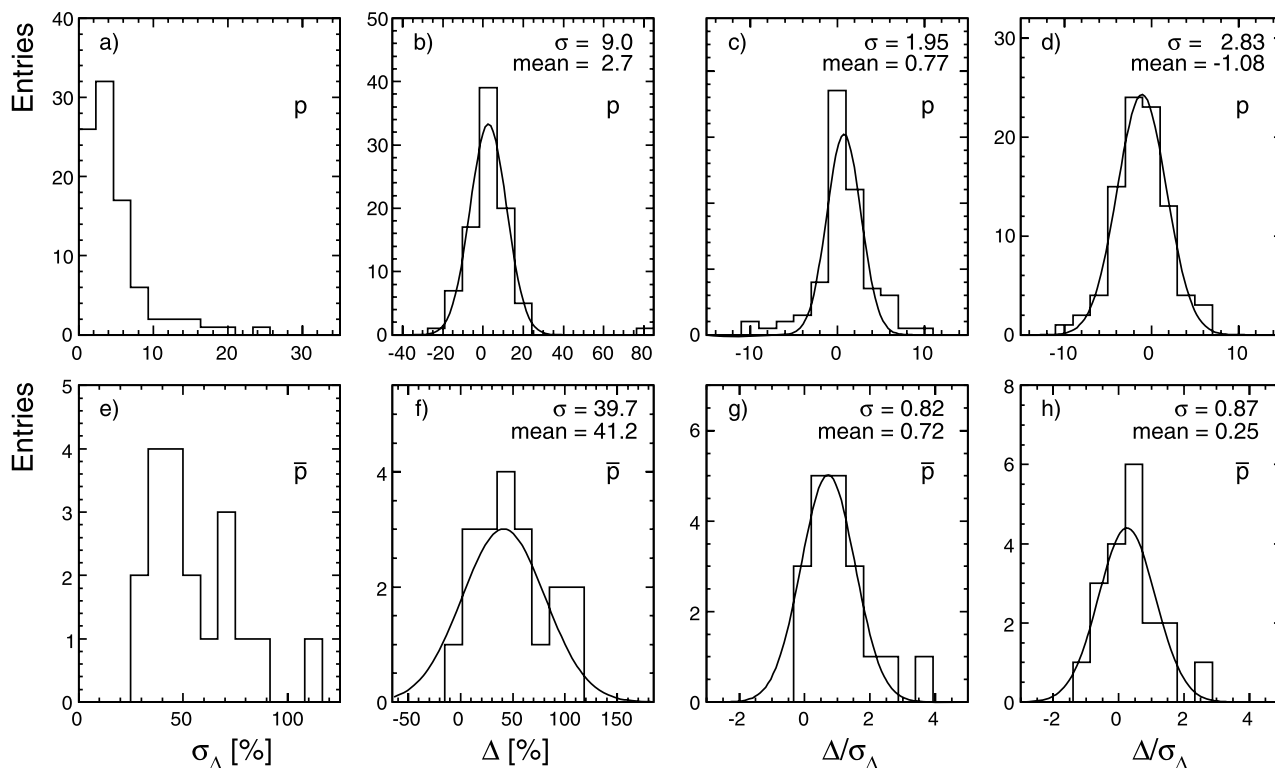 Entries
40
30
20
10
0
a)
p
0 10 20 30
50
40
30
20
10
0
b)
σ = 9.0
mean = 2.7
p
-40 -20 0 20 40 60 80
0
c)
σ = 1.95
mean = 0.77
p
-10 0 10
30
20
10
0
d)
σ = 2.83
mean = -1.08
p
-10 0 10
Entries
5
4
3
2
1
0
e)
p̅
0 50 100
σΔ [%]
4
2
0
f)
σ = 39.7
mean = 41.2
p̅
-50 0 50 100 150
Δ [%]
6
4
2
0
g)
σ = 0.82
mean = 0.72
p̅
-2 0 2 4
Δ/σΔ
8
6
4
2
0
h)
σ = 0.87
mean = 0.25
p̅
-2 0 2 4
Δ/σΔ